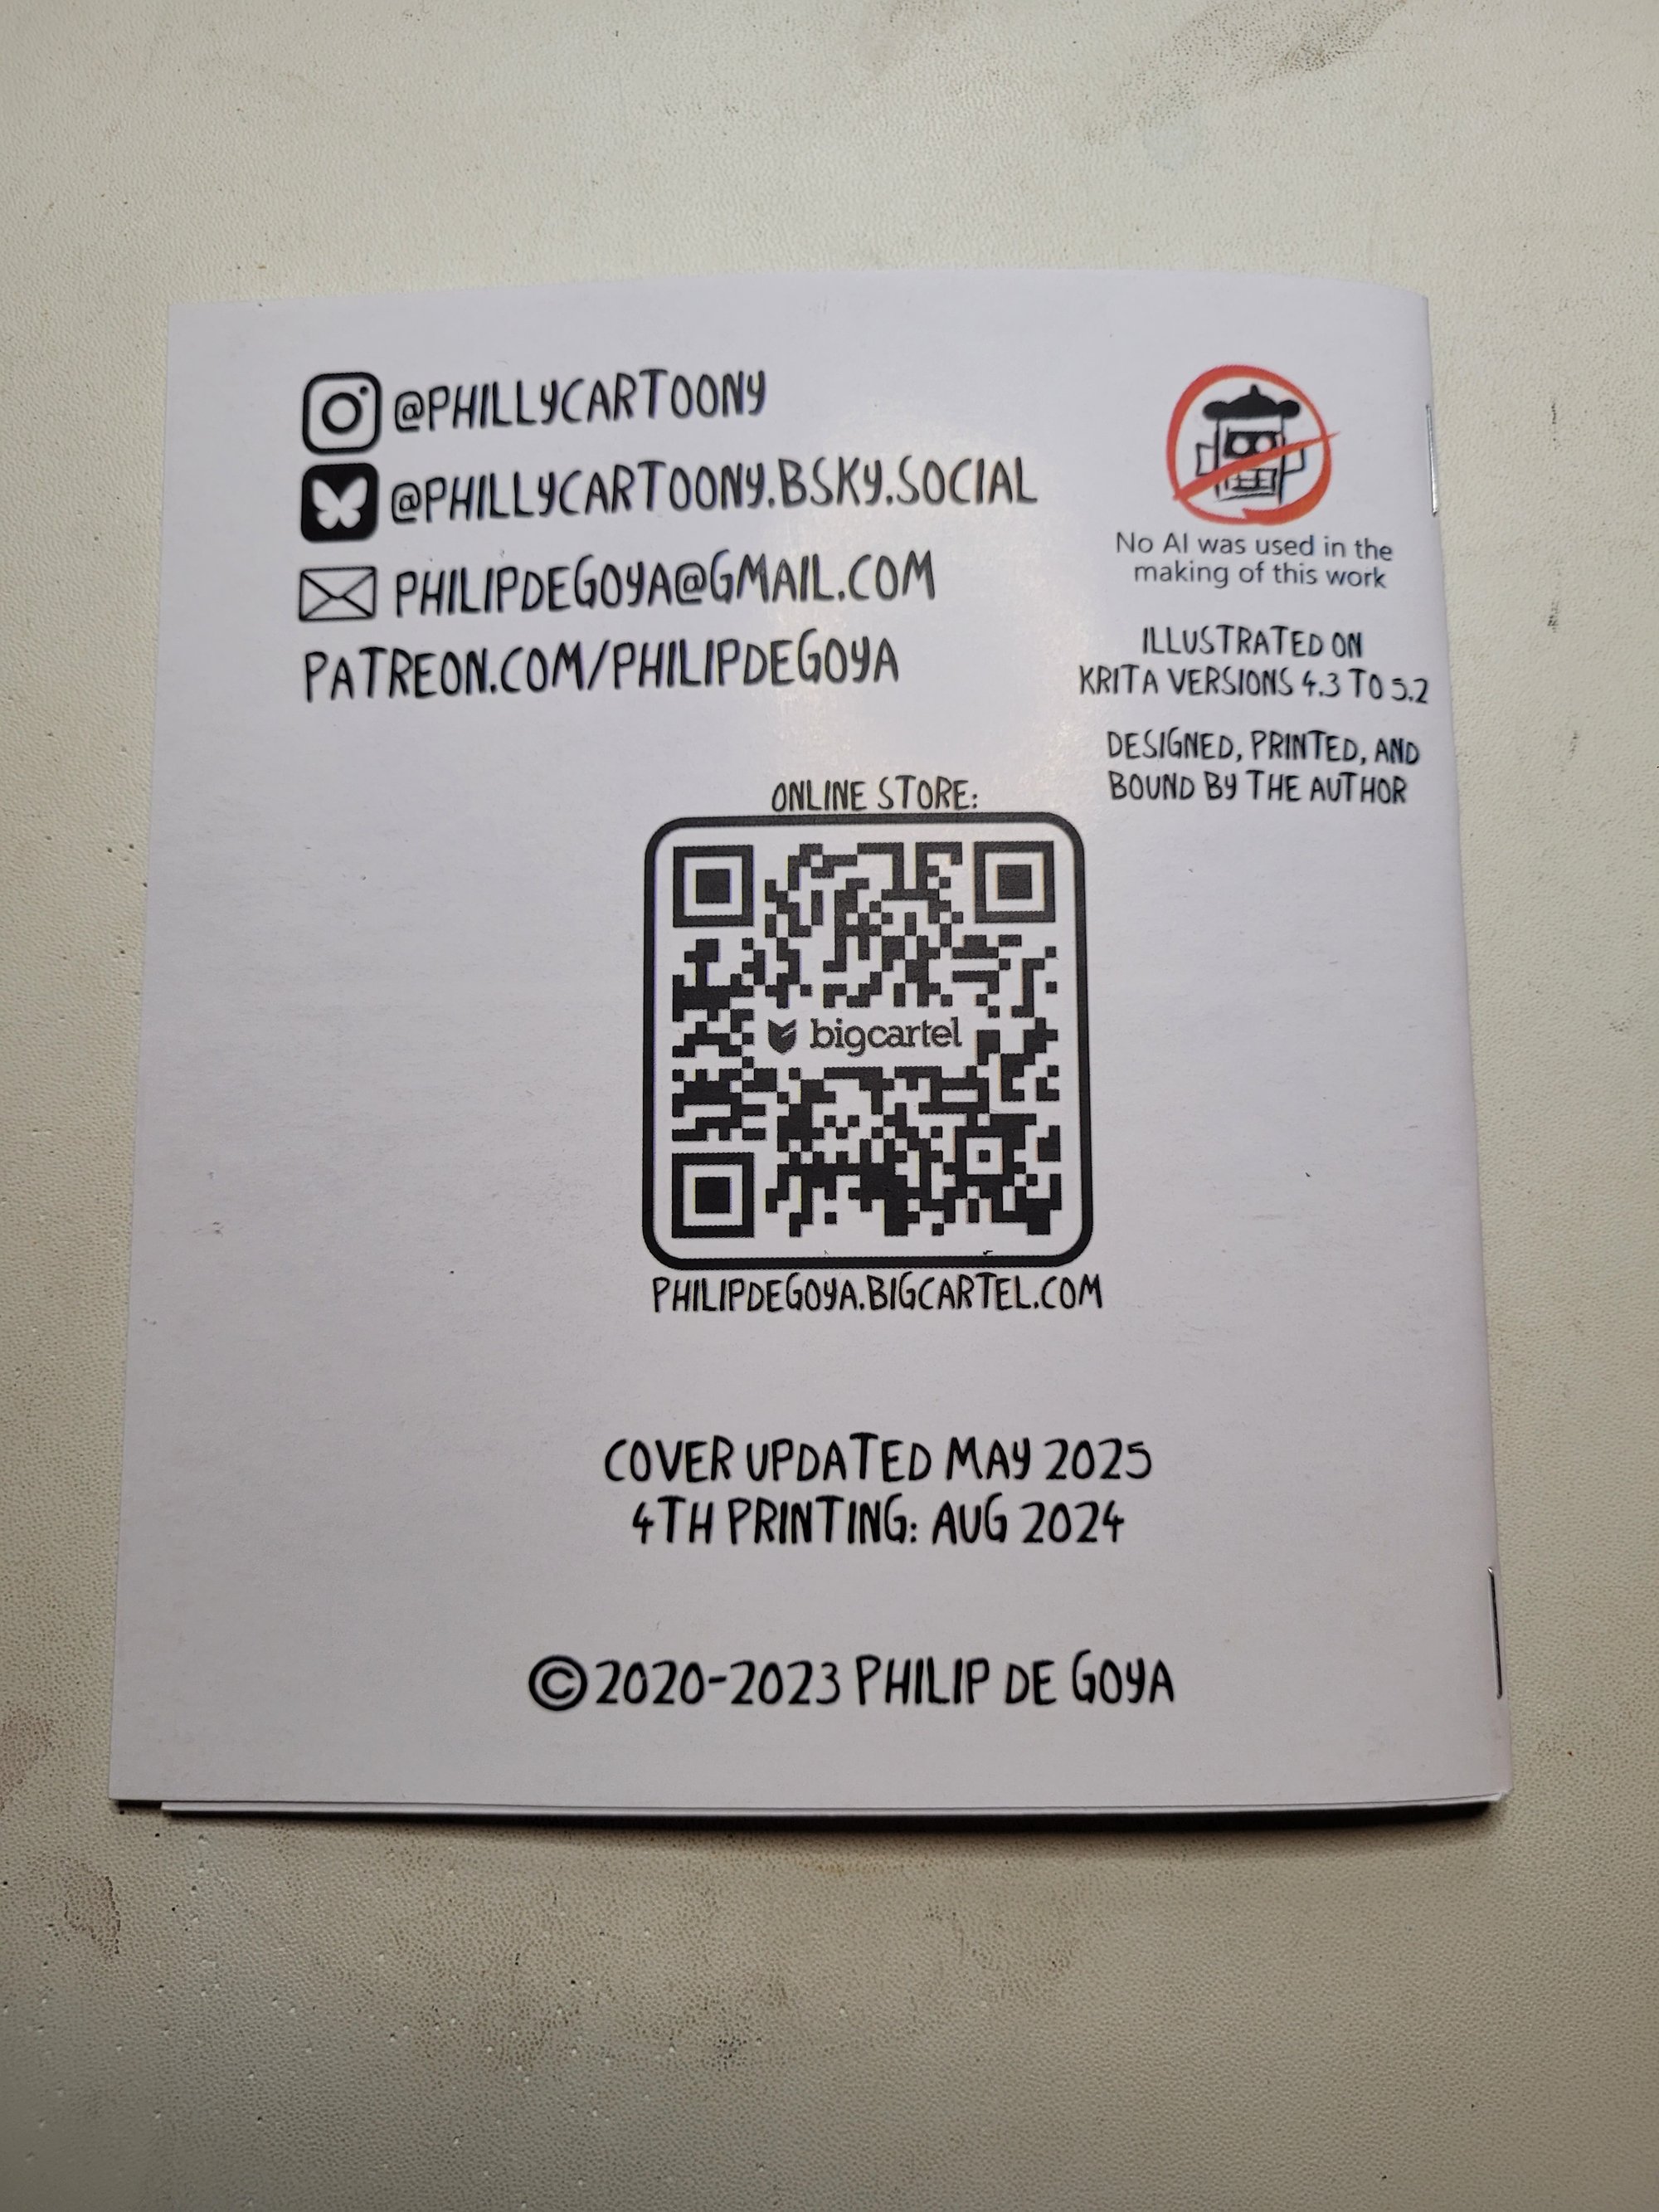 @PHILLYCARTOONY
@PHILLYCARTOONY.BSKY.SOCIAL
PHILIPDEGOYA@GMAIL.COM
PATREON.COM/PHILIPDEGOYA
No AI was used in the
making of this work
ILLUSTRATED ON
KRITA VERSIONS 4.3 TO 5.2
DESIGNED, PRINTED, AND
BOUND BY THE AUTHOR
ONLINE STORE:
bigcartel
PHILIPDEGOYA.BIGCARTEL.COM
COVER UPDATED MAY 2025
4TH PRINTING: AUG 2024
©2020-2023 PHILIP DE GOYA